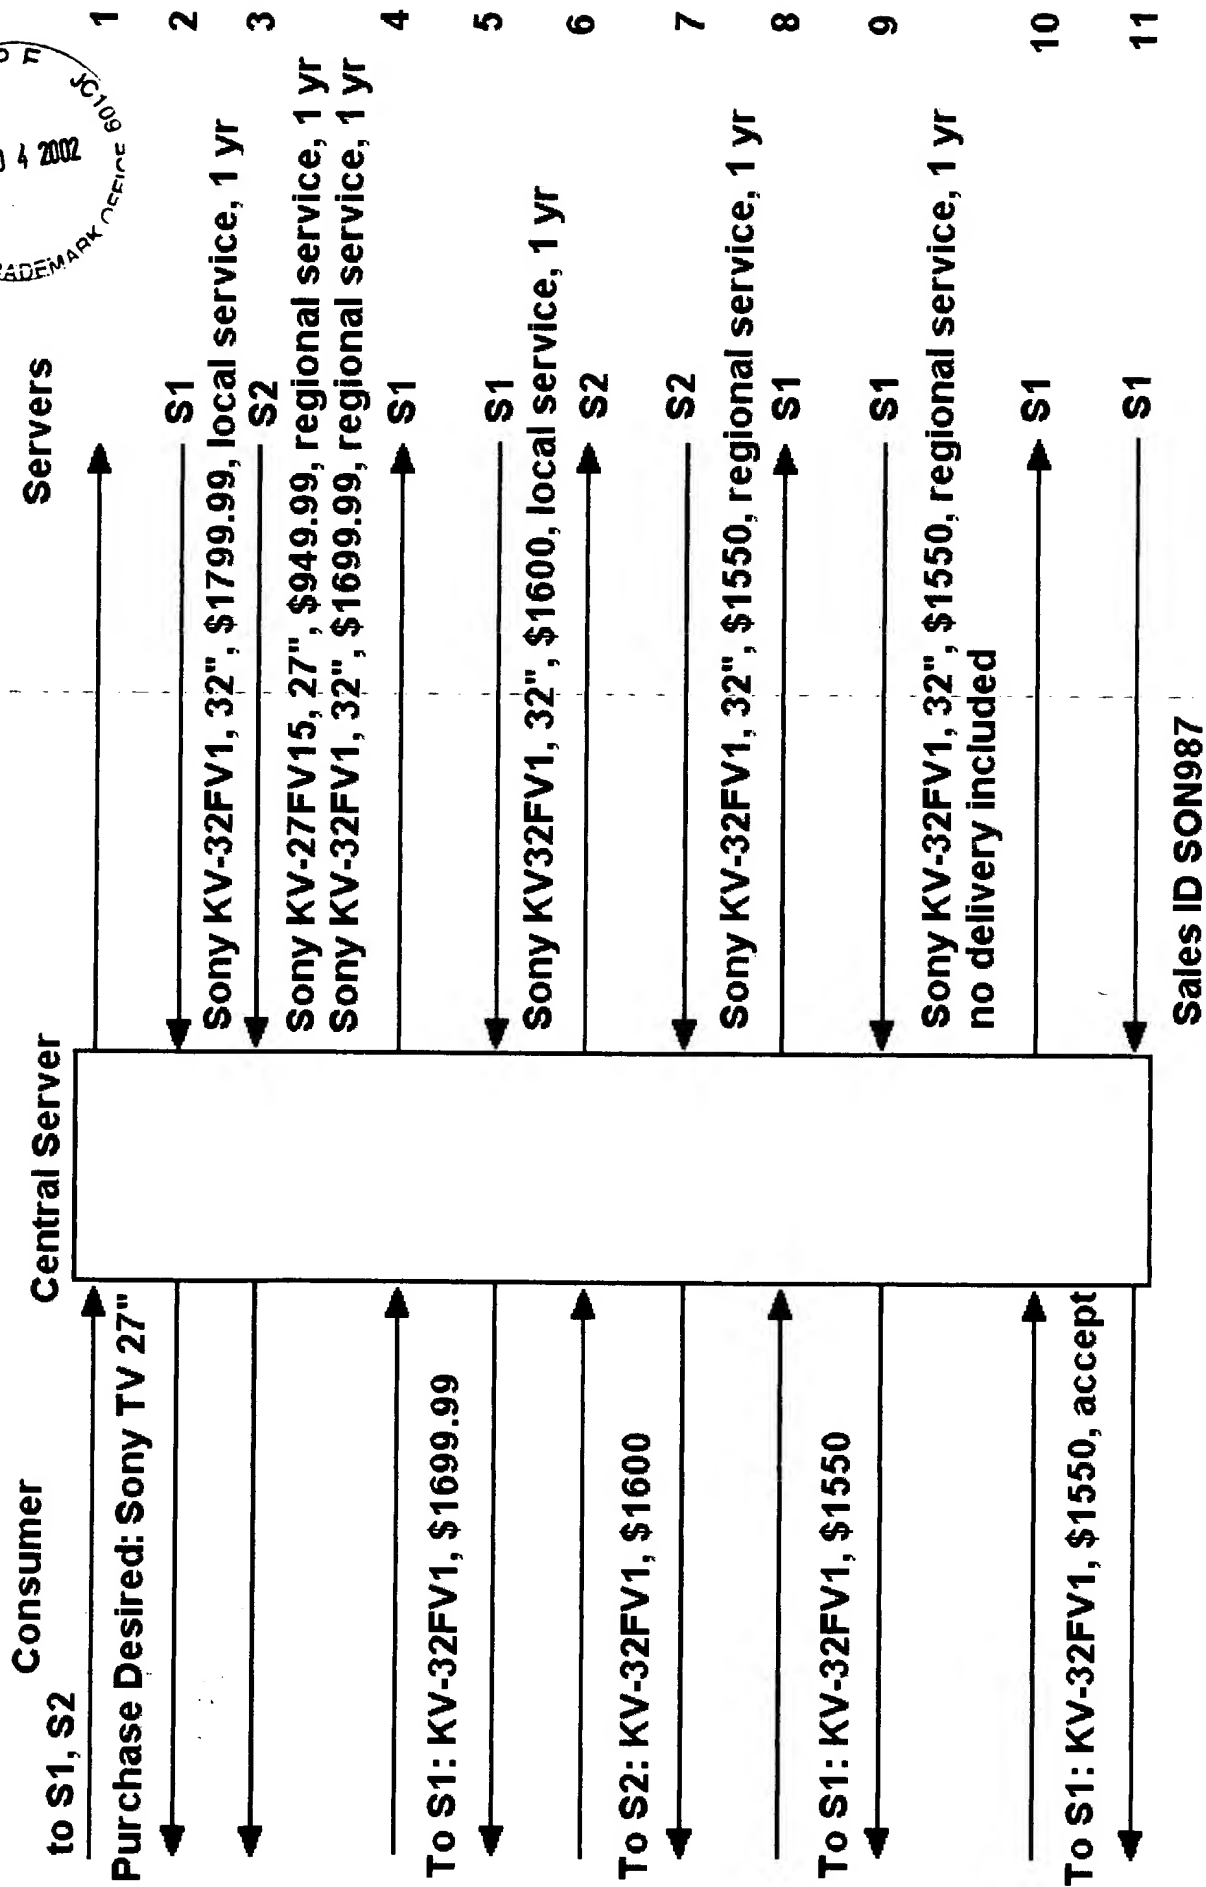 Consumer
Central Server
Servers
to S1, S2
1
Purchase Desired: Sony TV 27"
S1
2
Sony KV-32FV1, 32", $1799.99, local service, 1 yr
S2
3
Sony KV-27FV15, 27", $949.99, regional service, 1 yr
Sony KV-32FV1, 32", $1699.99, regional service, 1 yr
S1
4
To S1: KV-32FV1, $1699.99
S1
5
Sony KV32FV1, 32", $1600, local service, 1 yr
S2
6
To S2: KV-32FV1, $1600
S2
7
Sony KV-32FV1, 32", $1550, regional service, 1 yr
S1
8
To S1: KV-32FV1, $1550
S1
9
Sony KV-32FV1, 32", $1550, regional service, 1 yr
no delivery included
S1
10
To S1: KV-32FV1, $1550, accept
S1
11
Sales ID SON987
JC109
4 2002
TRADEMARK OFFICE